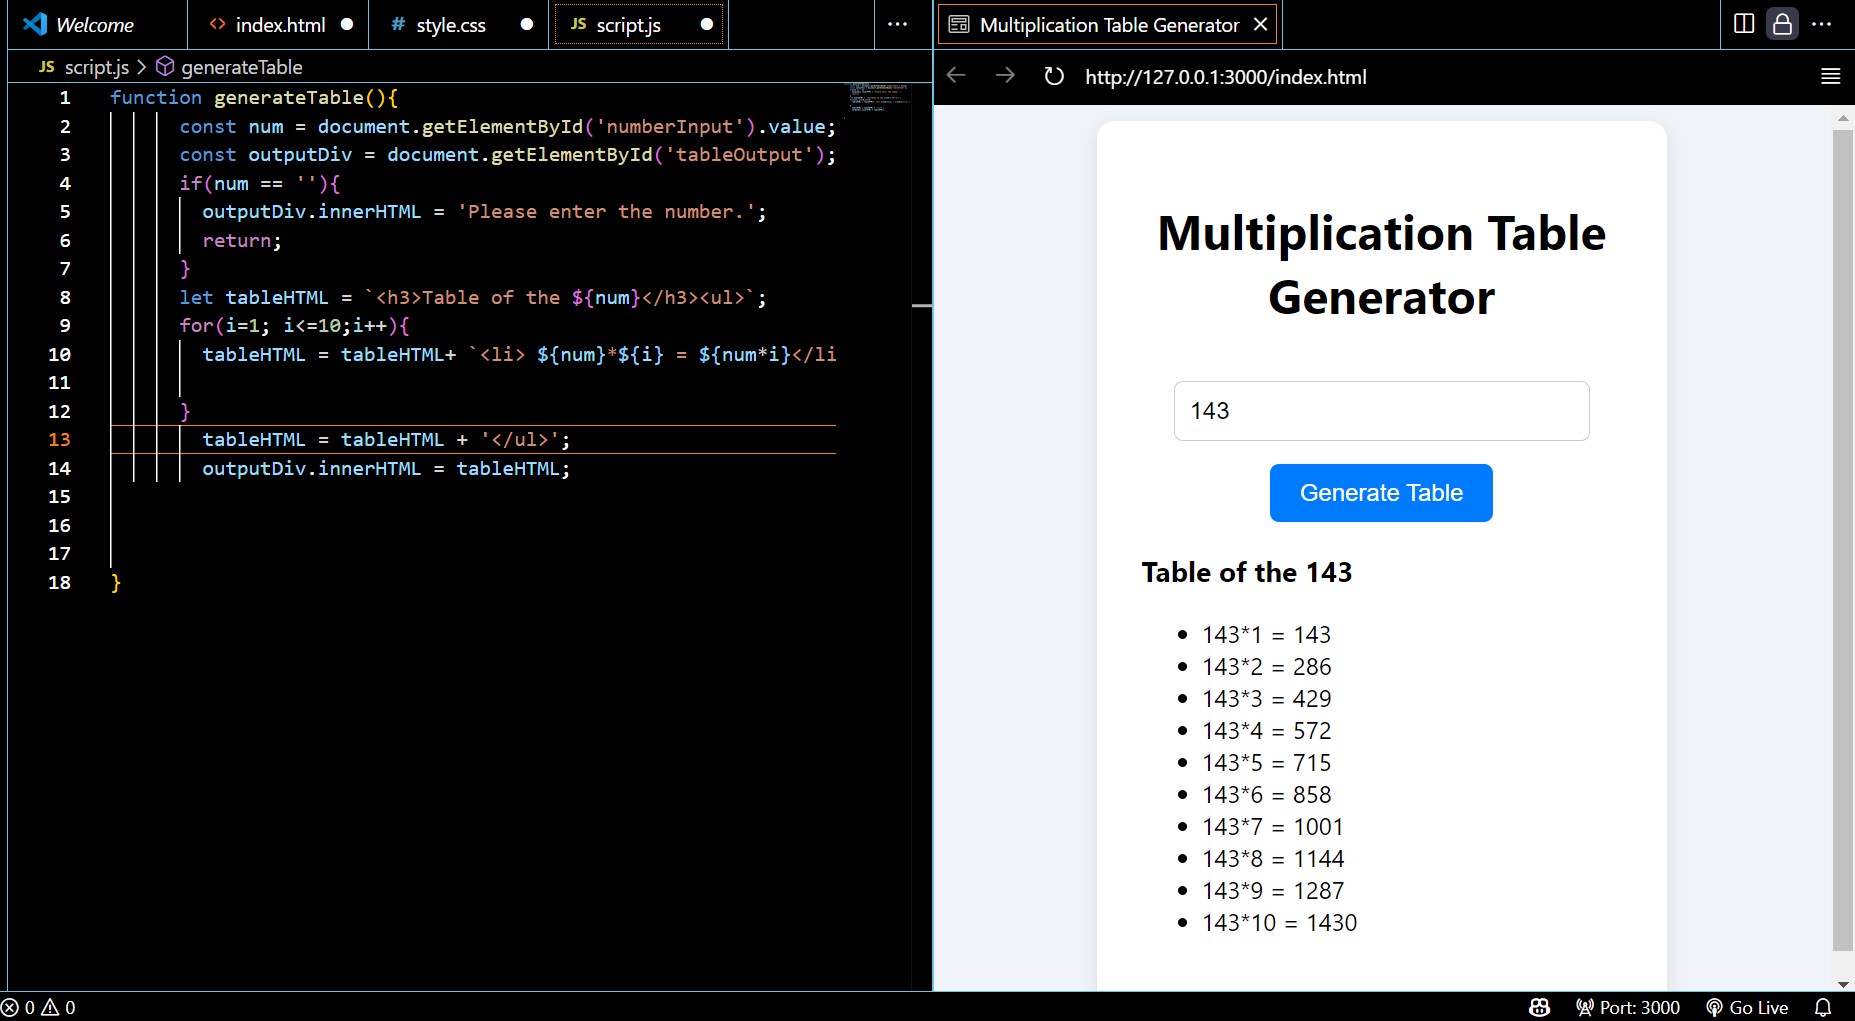 Welcome
index.html
# style.css
JS script.js
...
JS script.js > generateTable
1 function generateTable(){
2 const num = document.getElementById('numberInput').value;
3 const outputDiv = document.getElementById('tableOutput');
4 if(num == ''){
5 outputDiv.innerHTML = 'Please enter the number.';
6 return;
7 }
8 let tableHTML = `<h3>Table of the ${num}</h3><ul>`;
9 for(i=1; i<=10;i++){
10 tableHTML = tableHTML+ `<li> ${num}*${i} = ${num*i}</li
11
12 }
13 tableHTML = tableHTML + '</ul>';
14 outputDiv.innerHTML = tableHTML;
15
16
17
18 }
Multiplication Table Generator
http://127.0.0.1:3000/index.html
Multiplication Table
Generator
143
Generate Table
Table of the 143
• 143*1 = 143
• 143*2 = 286
• 143*3 = 429
• 143*4 = 572
• 143*5 = 715
• 143*6 = 858
• 143*7 = 1001
• 143*8 = 1144
• 143*9 = 1287
• 143*10 = 1430
0 0
Port: 3000
Go Live